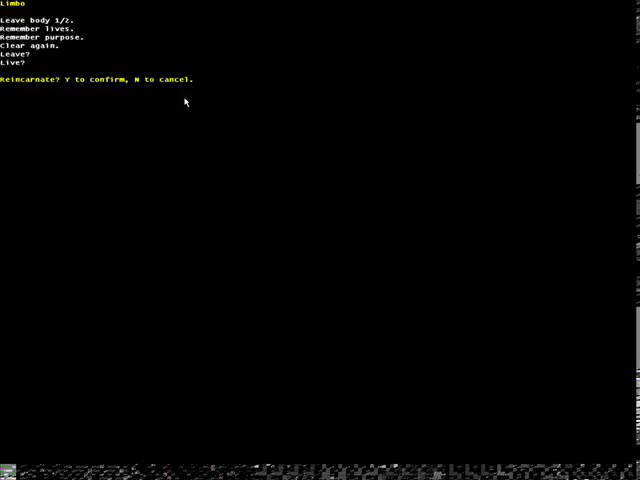 Limbo
Leave body 1/2.
Remember lives.
Remember purpose.
Clear again.
Leave?
Live?
Reincarnate? Y to confirm, N to cancel.